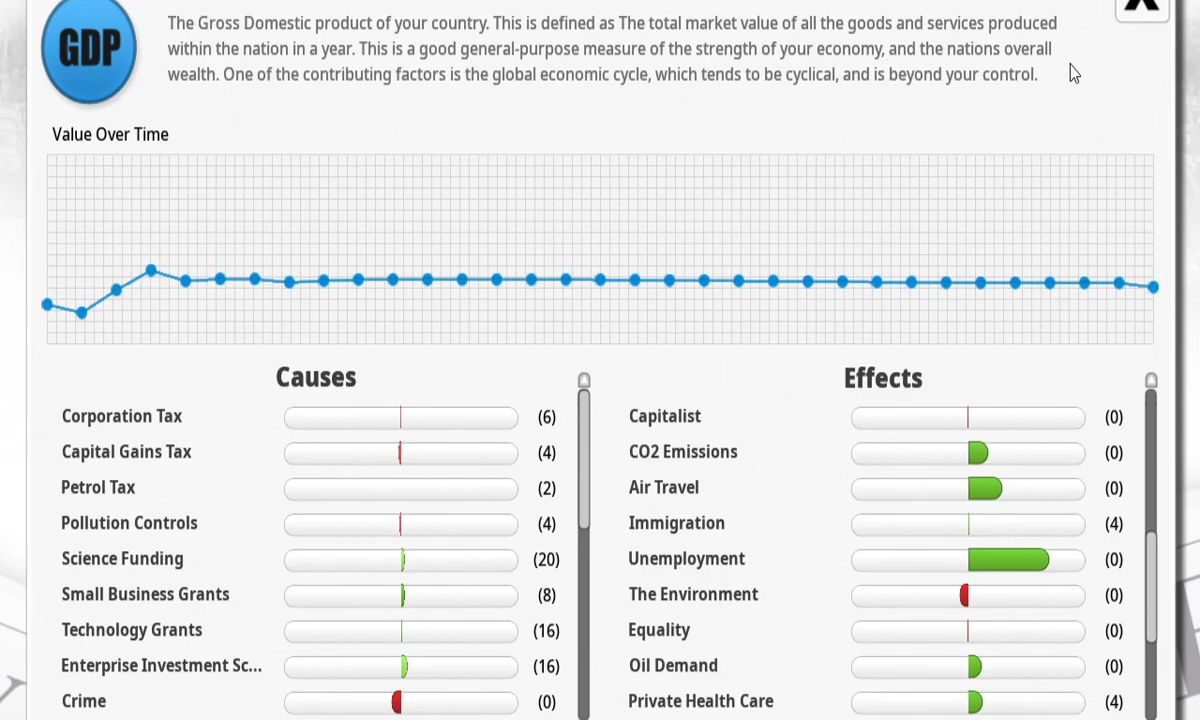 GDP
The Gross Domestic product of your country. This is defined as The total market value of all the goods and services produced
within the nation in a year. This is a good general-purpose measure of the strength of your economy, and the nations overall
wealth. One of the contributing factors is the global economic cycle, which tends to be cyclical, and is beyond your control.
Value Over Time
Causes
Corporation Tax (6)
Capital Gains Tax (4)
Petrol Tax (2)
Pollution Controls (4)
Science Funding (20)
Small Business Grants (8)
Technology Grants (16)
Enterprise Investment Sc... (16)
Crime (0)
Effects
Capitalist (0)
CO2 Emissions (0)
Air Travel (0)
Immigration (4)
Unemployment (0)
The Environment (0)
Equality (0)
Oil Demand (0)
Private Health Care (4)